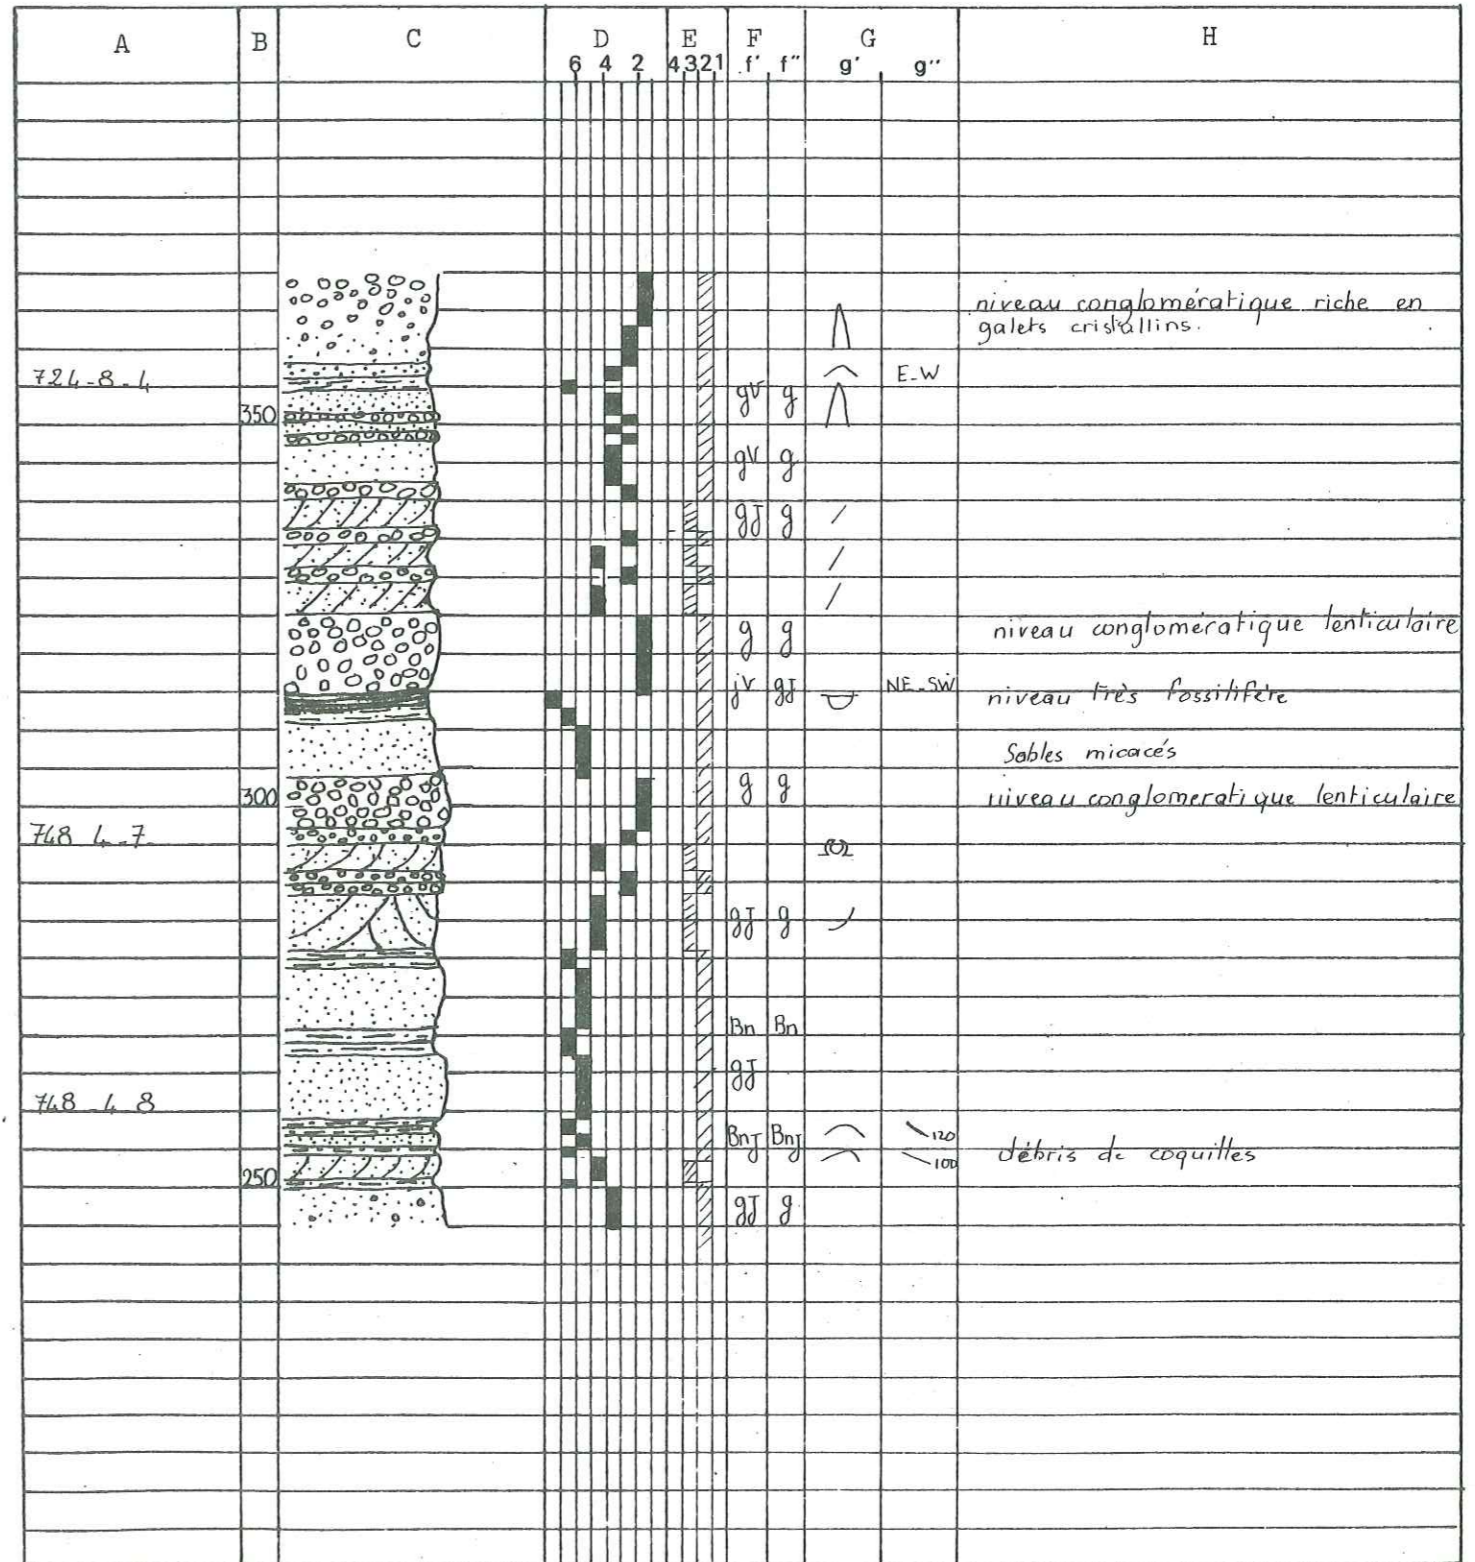 A B C D E F G H
6 4 2 4 3 2 1 f' f'' g' g''
niveau conglomératique riche en
galets cristallins.
724-8-4 E-W
gv g
350
gv g
gJ g
g g niveau conglomératique lenticulaire
jv gJ NE-SW niveau très fossilifère
Sables micacés
g g
300 niveau conglomeratique lenticulaire
748 4-7
gJ g
Bn Bn
gJ
748 4 8
BnJ BnJ 120
100 débris de coquilles
250
gJ g